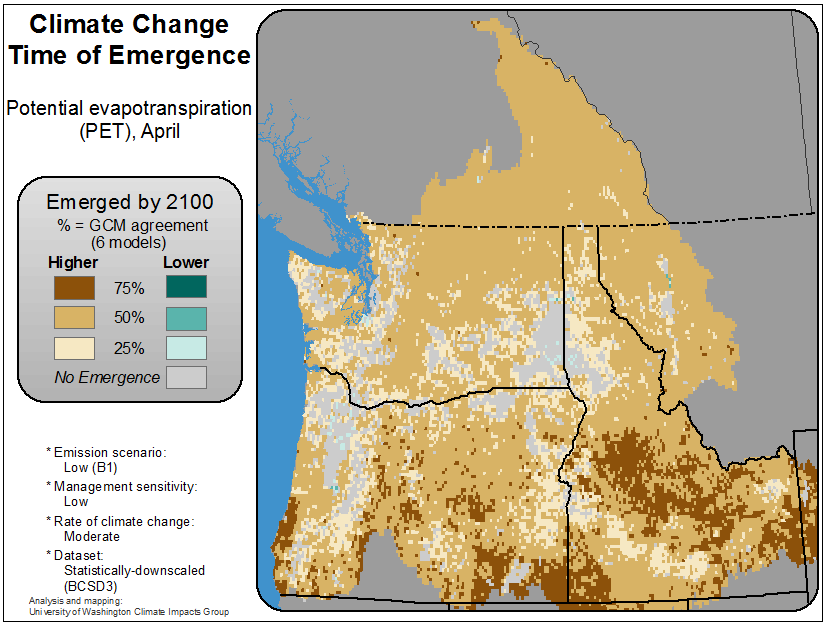 Climate Change
Time of Emergence
Potential evapotranspiration
(PET), April
Emerged by 2100
% = GCM agreement
(6 models)
Higher Lower
75%
50%
25%
No Emergence
* Emission scenario:
Low (B1)
* Management sensitivity:
Low
* Rate of climate change:
Moderate
* Dataset:
Statistically-downscaled
(BCSD3)
Analysis and mapping:
University of Washington Climate Impacts Group